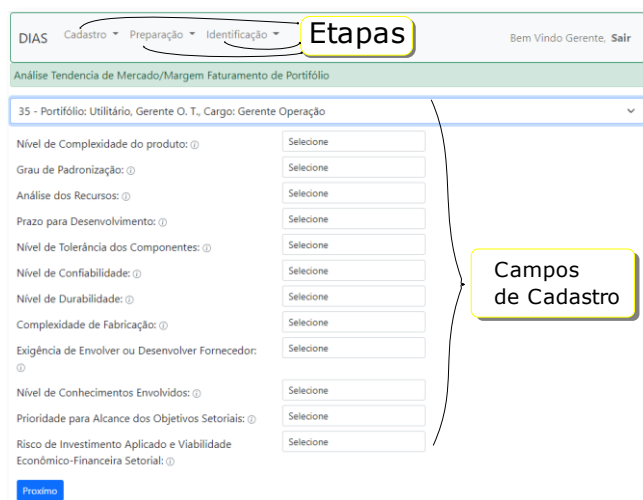 DIAS Cadastro Preparação Identificação Etapas Bem Vindo Gerente, Sair
Análise Tendencia de Mercado/Margem Faturamento de Portifólio
35 - Portifólio: Utilitário, Gerente O. T., Cargo: Gerente Operação
Nível de Complexidade do produto: Selecione
Grau de Padronização: Selecione
Análise dos Recursos: Selecione
Prazo para Desenvolvimento: Selecione
Nível de Tolerância dos Componentes: Selecione
Nível de Confiabilidade: Selecione
Nível de Durabilidade: Selecione
Complexidade de Fabricação: Selecione
Exigência de Envolver ou Desenvolver Fornecedor: Selecione
Nível de Conhecimentos Envolvidos: Selecione
Prioridade para Alcance dos Objetivos Setoriais: Selecione
Risco de Investimento Aplicado e Viabilidade Selecione
Econômico-Financeira Setorial:
Campos
de Cadastro
Proximo